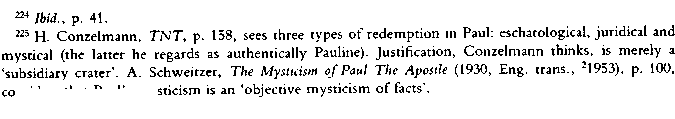 224 Ibid., p. 41.
225 H. Conzelmann, TNT, p. 158, sees three types of redemption in Paul: eschatological, juridical and
mystical (the latter he regards as authentically Pauline). Justification, Conzelmann thinks, is merely a
'subsidiary crater'. A. Schweitzer, The Mysticism of Paul The Apostle (1930, Eng. trans., ²1953), p. 100,
sticism is an 'objective mysticism of facts'.